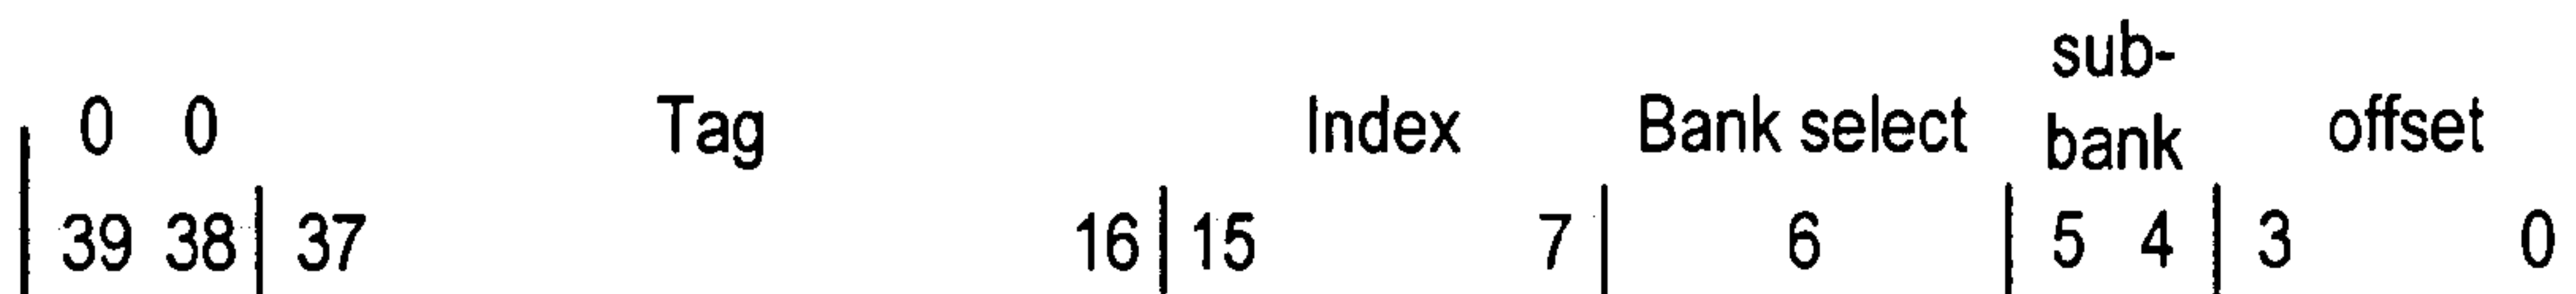 0 0 Tag Index Bank select sub-
bank offset
39 38 37 16 15 7 6 5 4 3 0